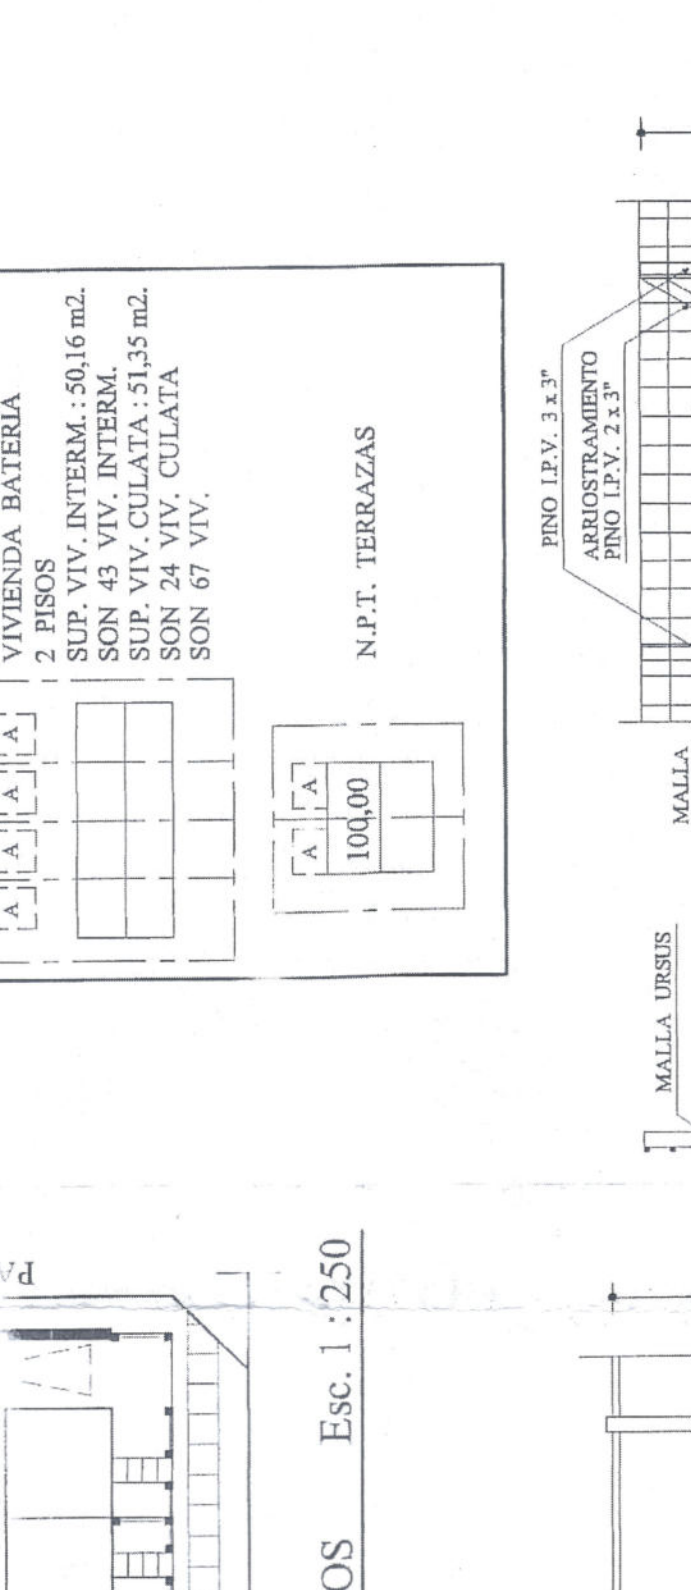 VIVIENDA BATERIA
2 PISOS
SUP. VIV. INTERM. : 50,16 m2.
SON 43 VIV. INTERM.
SUP. VIV. CULATA : 51,35 m2.
SON 24 VIV. CULATA
SON 67 VIV.
A
A
A
A
N.P.T. TERRAZAS
A
A
100,00
PINO I.P.V. 3 x 3"
ARRIOSTRAMIENTO
PINO I.P.V. 2 x 3"
MALLA
MALLA URSUS
PA
OS Esc. 1 : 250